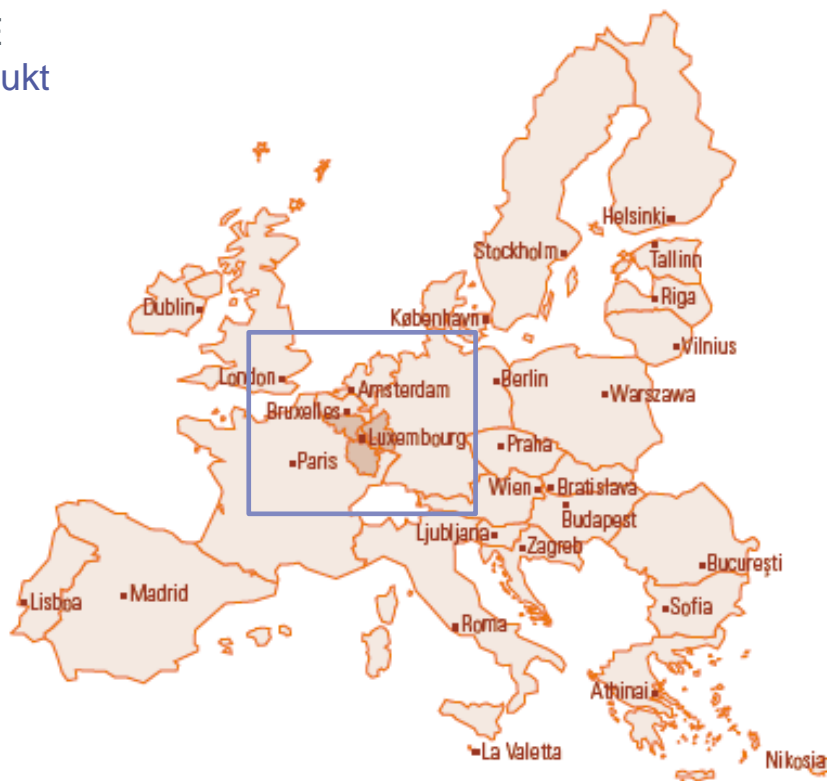 ukt
Helsinki
Stockholm
Tallinn
Dublin
København
Riga
Vilnius
London
Amsterdam
Berlin
Warszawa
Bruxelles
Luxembourg
Praha
Paris
Wien
Bratislava
Budapest
Ljubljana
Zagreb
București
Lisboa
Madrid
Sofia
Roma
Athinai
La Valetta
Nikosia